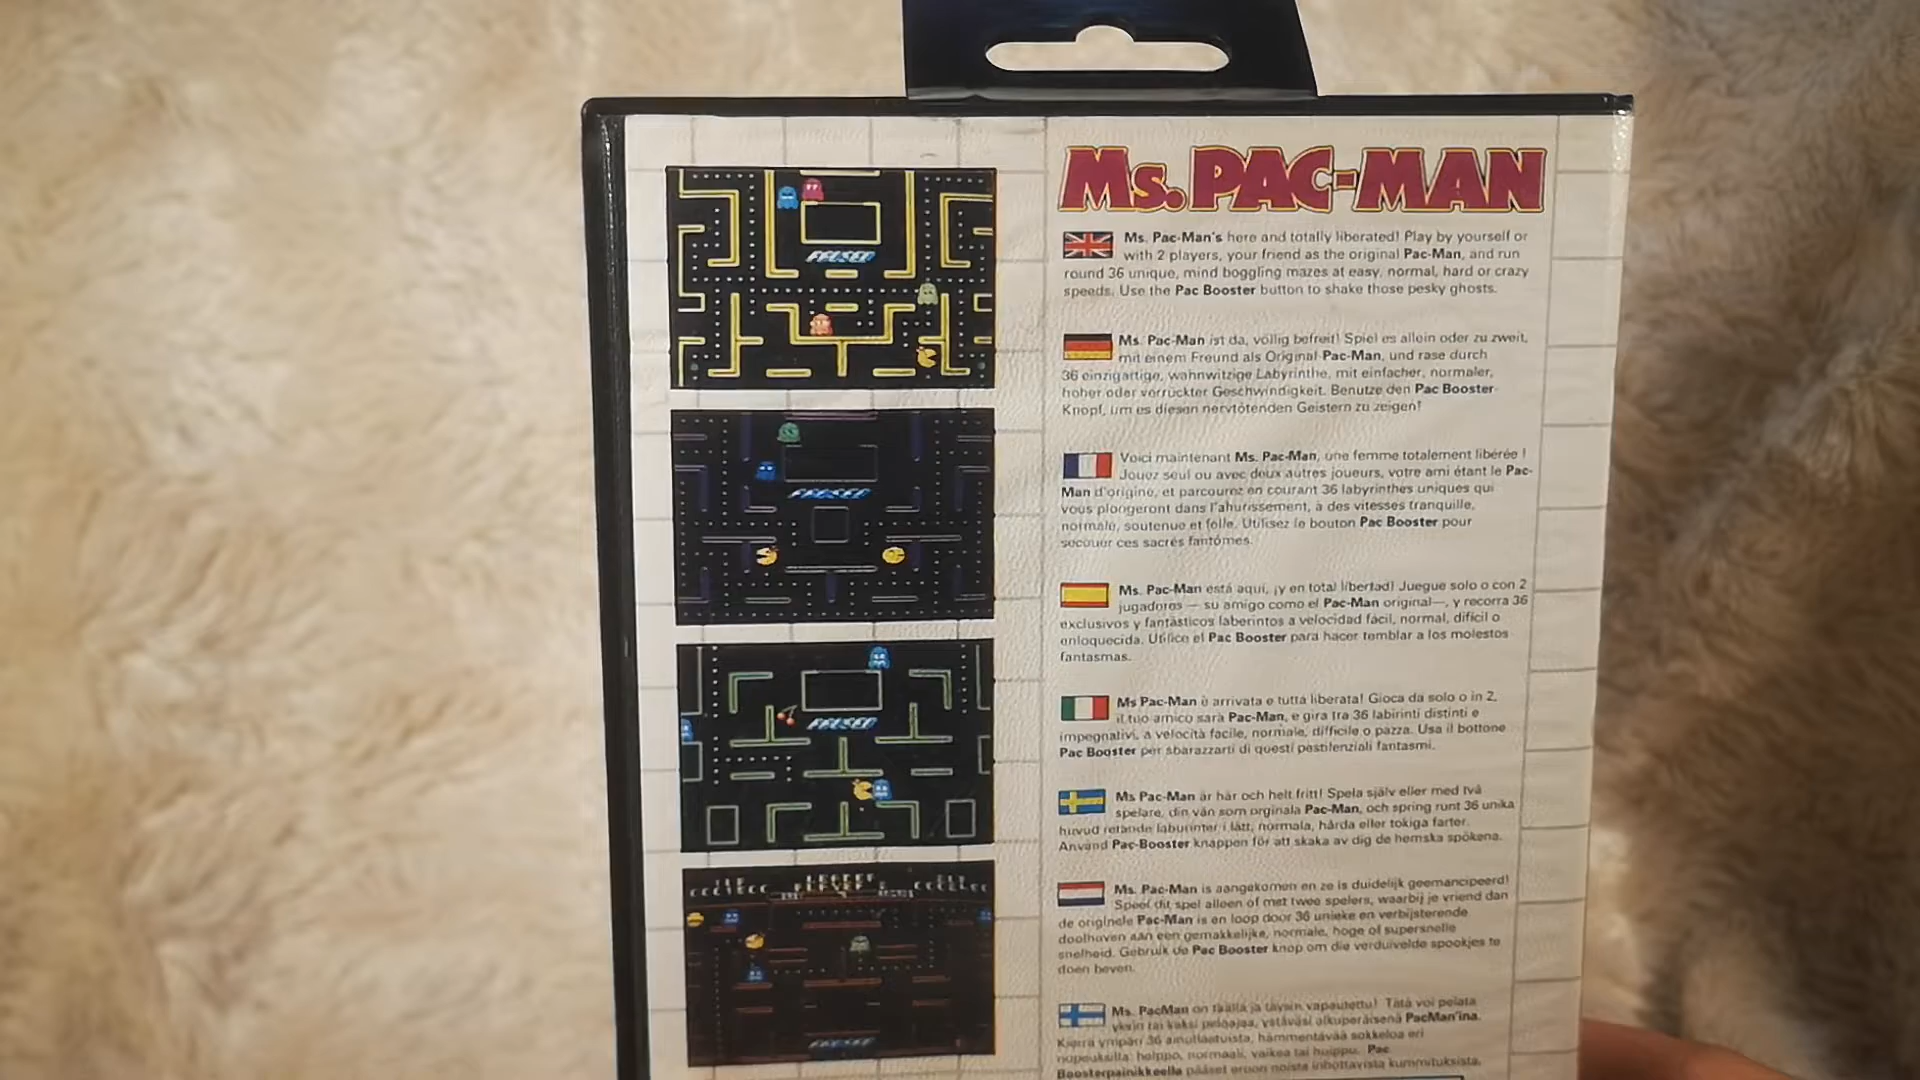 Ms. PAC-MAN
Ms. Pac-Man's here and totally liberated! Play by yourself or
with 2 players, your friend as the original Pac-Man, and run
round 36 unique, mind boggling mazes at easy, normal, hard or crazy
speeds. Use the Pac Booster button to shake those pesky ghosts.
Ms. Pac-Man ist da, völlig befreit! Spiel es allein oder zu zweit,
mit einem Freund als Original Pac-Man, und rase durch
36 einzigartige, wahnwitzige Labyrinthe, mit einfacher, normaler,
hoher oder verrückter Geschwindigkeit. Benutze den Pac Booster
Knopf, um es diesen nervtötenden Geistern zu zeigen!
Voici maintenant Ms. Pac-Man, une femme totalement libérée !
Jouez seul ou avec deux autres joueurs, votre ami étant le Pac-
Man d'origine, et parcourez en courant 36 labyrinthes uniques qui
vous plongeront dans l'ahurissement, à des vitesses tranquille,
normale, soutenue et folle. Utilisez le bouton Pac Booster pour
secouer ces sacrés fantômes.
Ms. Pac-Man está aquí, ¡y en total libertad! Juegue solo o con 2
jugadores — su amigo como el Pac-Man original—, y recorra 36
exclusivos y fantásticos laberintos a velocidad fácil, normal, difícil o
enloquecida. Utilice el Pac Booster para hacer temblar a los molestos
fantasmas.
Ms Pac-Man è arrivata e tutta liberata! Gioca da solo o in 2,
il tuo amico sarà Pac-Man, e gira tra 36 labirinti distinti e
impegnativi, a velocità facile, normale, difficile o pazza. Usa il bottone
Pac Booster per sbarazzarti di questi pestilenziali fantasmi.
Ms Pac-Man är här och helt fritt! Spela själv eller med två
spelare, din vän som orginala Pac-Man, och spring runt 36 unika
huvud retande labyrinter i lätt, normala, hårda eller tokiga farter.
Använd Pac-Booster knappen för att skaka av dig de hemska spökena.
Ms. Pac-Man is aangekomen en ze is duidelijk geemancipeerd!
Speel dit spel alleen of met twee spelers, waarbij je vriend dan
de originele Pac-Man is en loop door 36 unieke en verbijsterende
doolhoven aan een gemakkelijke, normale, hoge of supersnelle
snelheid. Gebruik de Pac Booster knop om die verduivelde spookjes te
doen beven.
Ms. PacMan on täällä ja täysin vapautettu! Tätä voi pelata
yksin tai kaksi pelaajaa, ystäväsi alkuperäisenä PacMan'ina.
Kierrä ympäri 36 ainutlaatuista, hämmentävää sokkeloa eri
nopeuksilla: helppo, normaali, vaikea tai huippu. Pac
Boosterpainikkeella pääset eroon noista inhottavista kummituksista.
PAUSED
PAUSED
PAUSED
PAUSED